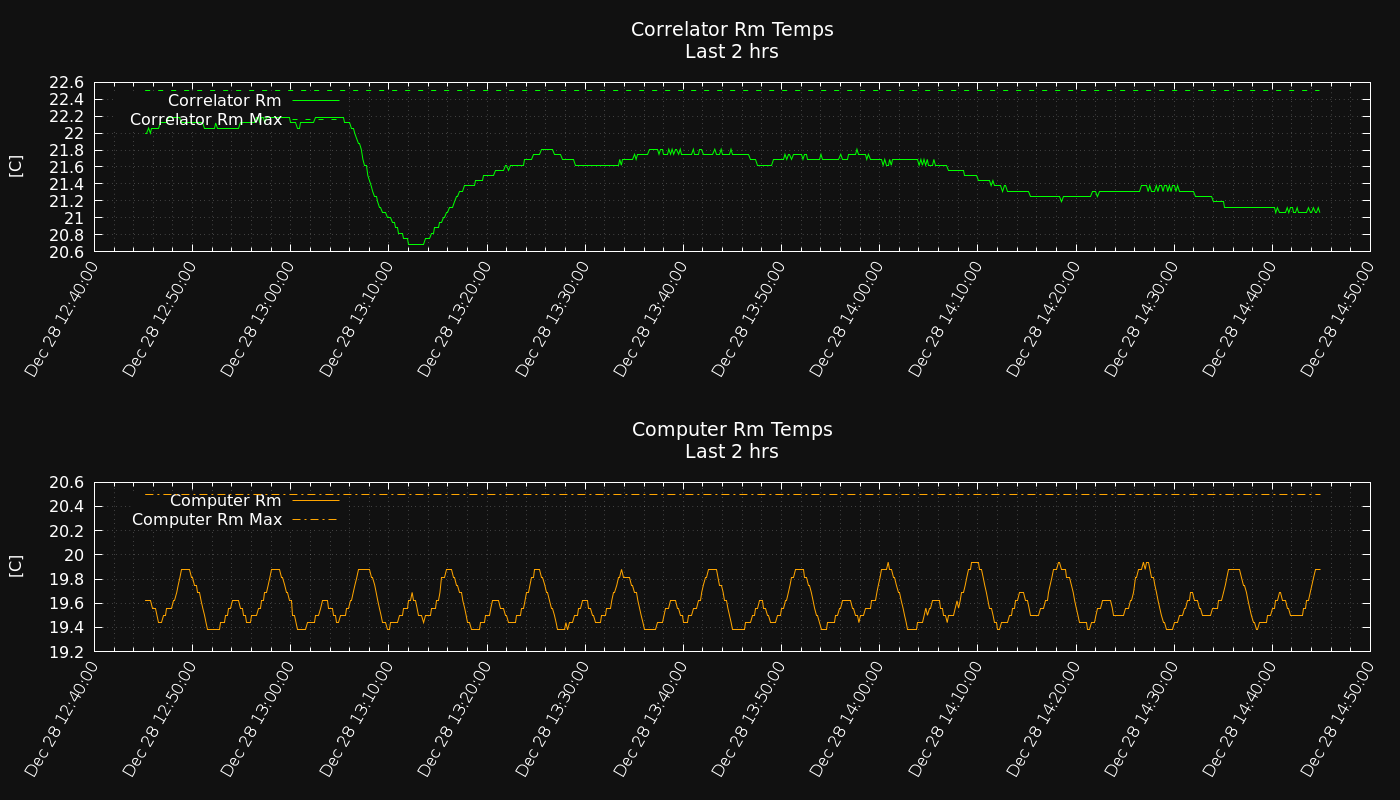 Correlator Rm Temps
Last 2 hrs
22.6
22.4
22.2
22
21.8
21.6
21.4
21.2
21
20.8
20.6
[C]
Correlator Rm
Correlator Rm Max
Dec 28 12:40:00
Dec 28 12:50:00
Dec 28 13:00:00
Dec 28 13:10:00
Dec 28 13:20:00
Dec 28 13:30:00
Dec 28 13:40:00
Dec 28 13:50:00
Dec 28 14:00:00
Dec 28 14:10:00
Dec 28 14:20:00
Dec 28 14:30:00
Dec 28 14:40:00
Dec 28 14:50:00
Computer Rm Temps
Last 2 hrs
20.6
20.4
20.2
20
19.8
19.6
19.4
19.2
[C]
Computer Rm
Computer Rm Max
Dec 28 12:40:00
Dec 28 12:50:00
Dec 28 13:00:00
Dec 28 13:10:00
Dec 28 13:20:00
Dec 28 13:30:00
Dec 28 13:40:00
Dec 28 13:50:00
Dec 28 14:00:00
Dec 28 14:10:00
Dec 28 14:20:00
Dec 28 14:30:00
Dec 28 14:40:00
Dec 28 14:50:00